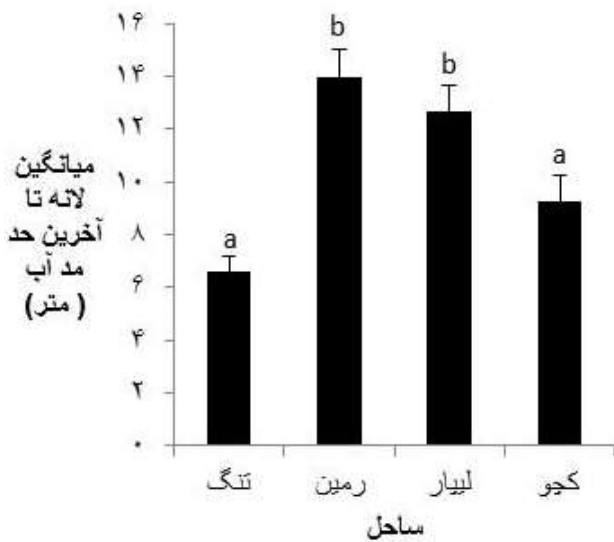 ۱۶
۱۴
۱۲
۱۰
۸
۶
۴
۲
۰
میانگین
لانه تا
آخرین حد
مد آب
( متر)
a
b
b
a
تنگ
رمین
لیپار
کچو
ساحل